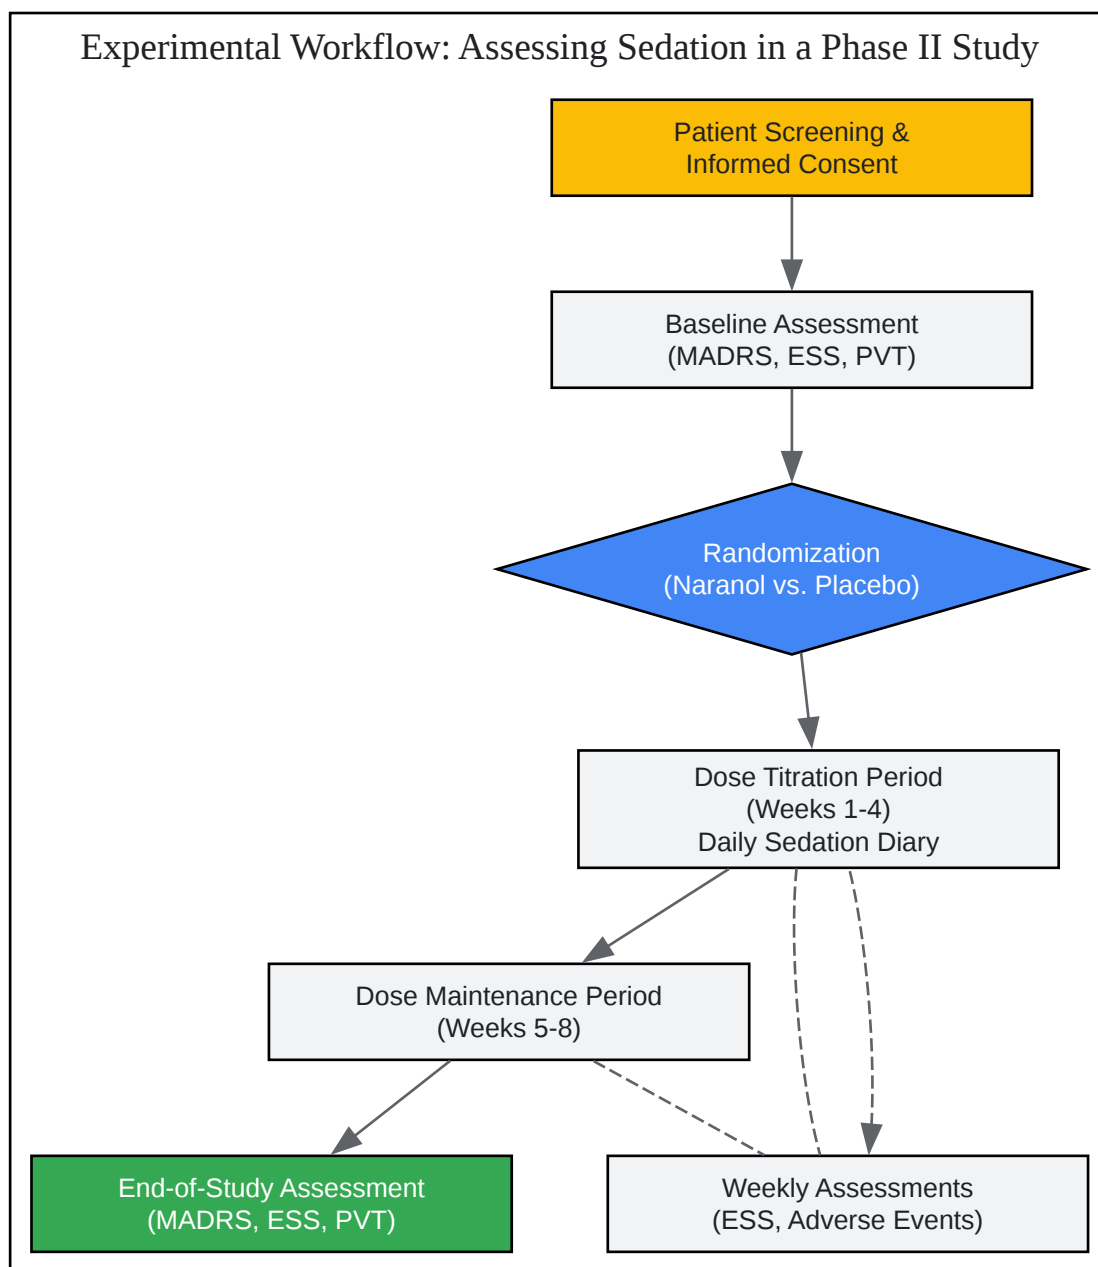 Experimental Workflow: Assessing Sedation in a Phase II Study
Patient Screening &
Informed Consent
Baseline Assessment
(MADRS, ESS, PVT)
Randomization
(Naranol vs. Placebo)
Dose Titration Period
(Weeks 1-4)
Daily Sedation Diary
Dose Maintenance Period
(Weeks 5-8)
End-of-Study Assessment
(MADRS, ESS, PVT)
Weekly Assessments
(ESS, Adverse Events)